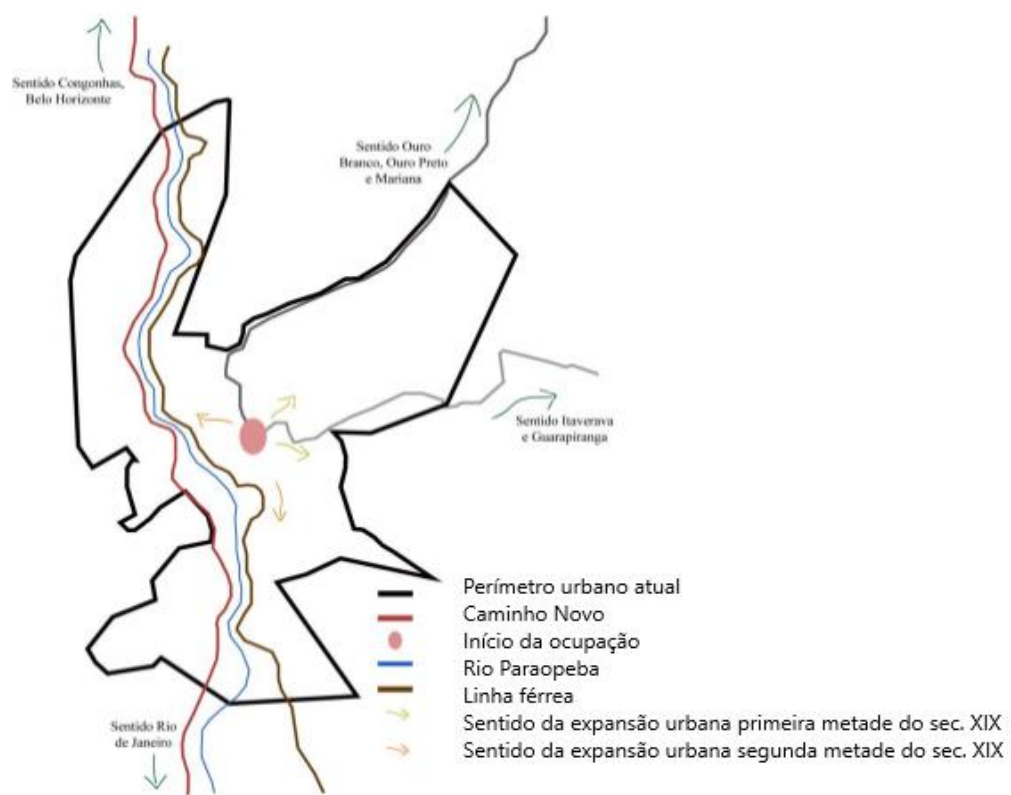 Sentido Congonhas,
Belo Horizonte
Sentido Ouro
Branco, Ouro Preto
e Mariana
Sentido Itaverava
e Guarapiranga
Perímetro urbano atual
Caminho Novo
Início da ocupação
Rio Paraopeba
Linha férrea
Sentido da expansão urbana primeira metade do sec. XIX
Sentido da expansão urbana segunda metade do sec. XIX
Sentido Rio
de Janeiro